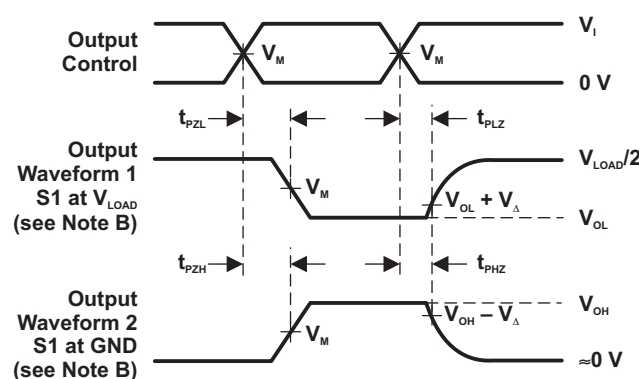 Output
Control
V_M
V_M
V_I
0 V
t_PZL
t_PLZ
Output
Waveform 1
S1 at V_LOAD
(see Note B)
V_M
V_OL + V_Δ
V_LOAD/2
V_OL
t_PZH
t_PHZ
Output
Waveform 2
S1 at GND
(see Note B)
V_M
V_OH – V_Δ
V_OH
≈0 V